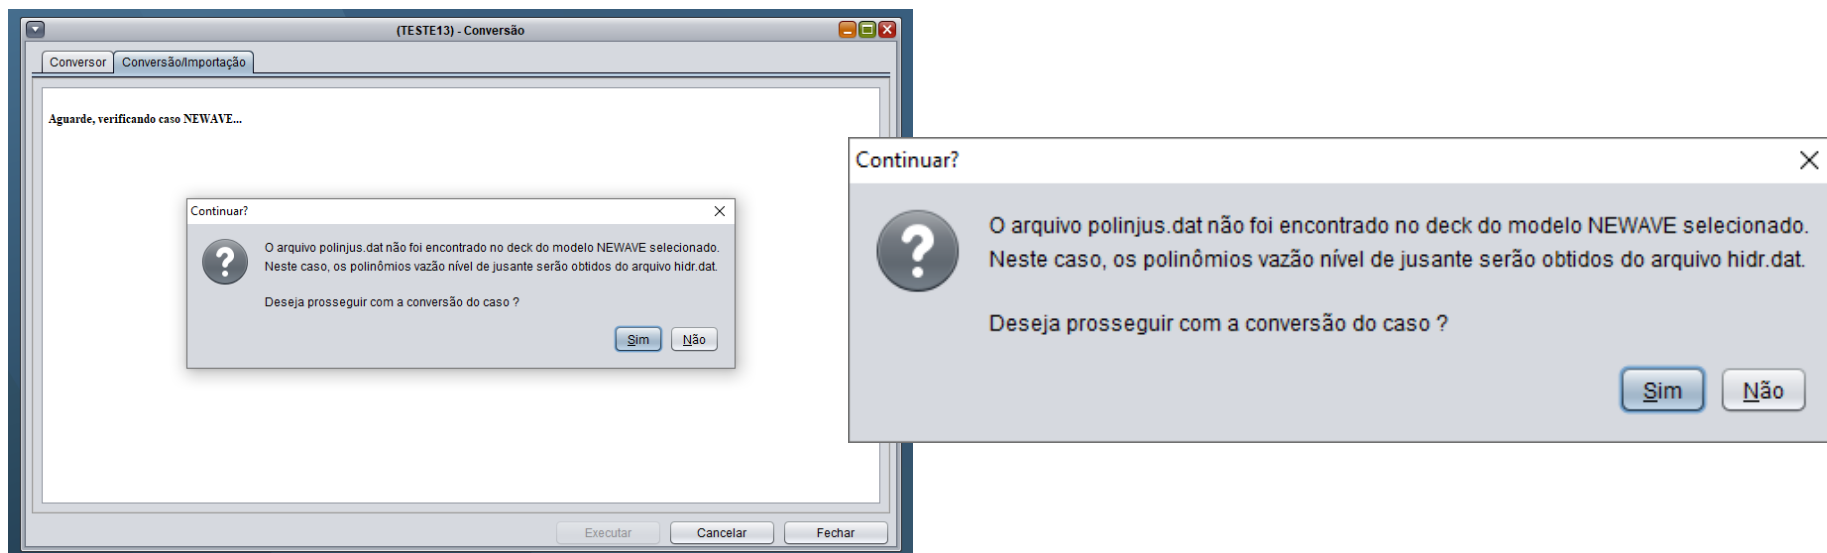 (TESTE13) - Conversão
Conversor
Conversão/Importação
Aguarde, verificando caso NEWAVE...
Continuar?
O arquivo polinjus.dat não foi encontrado no deck do modelo NEWAVE selecionado.
Neste caso, os polinômios vazão nível de jusante serão obtidos do arquivo hidr.dat.
Deseja prosseguir com a conversão do caso ?
Sim
Não
Executar
Cancelar
Fechar
Continuar?
O arquivo polinjus.dat não foi encontrado no deck do modelo NEWAVE selecionado.
Neste caso, os polinômios vazão nível de jusante serão obtidos do arquivo hidr.dat.
Deseja prosseguir com a conversão do caso ?
Sim
Não